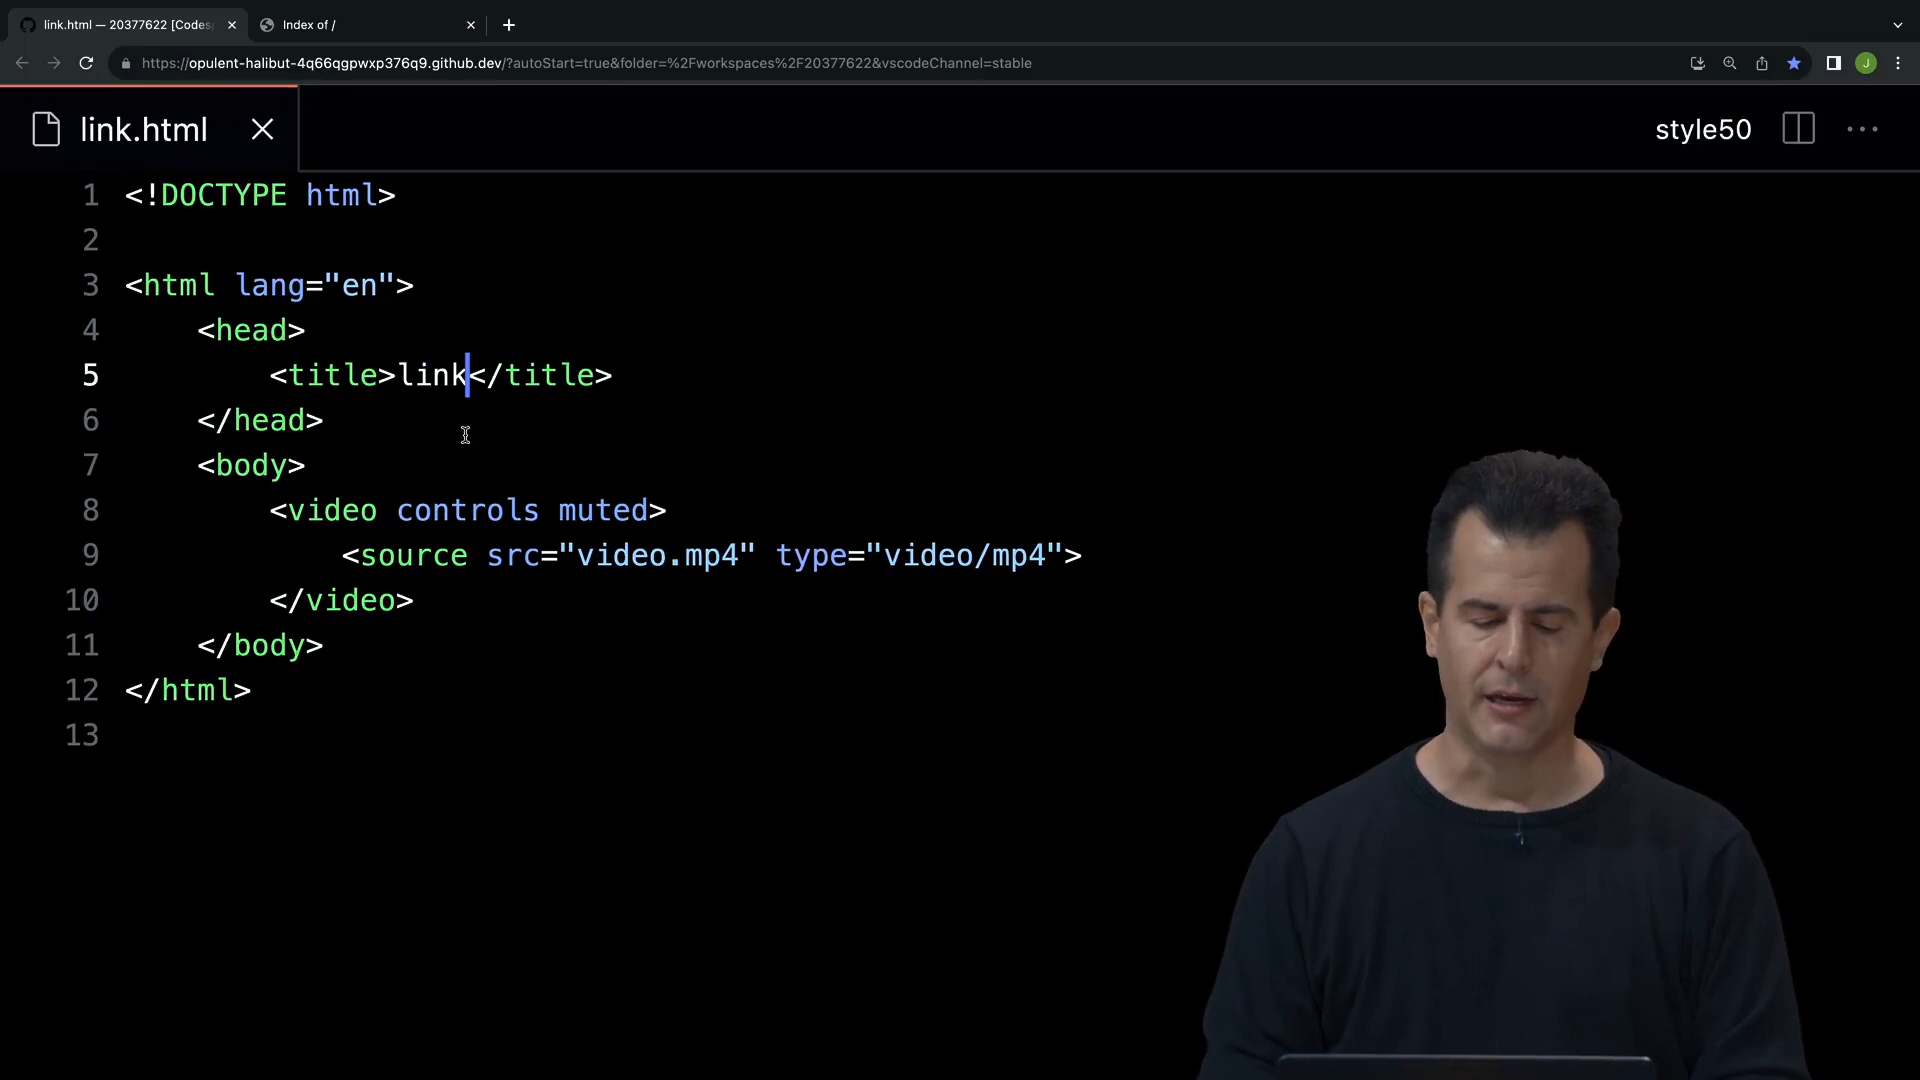 link.html — 20377622 [Codes
Index of /
https://opulent-halibut-4q66qgpwxp376q9.github.dev/?autoStart=true&folder=%2Fworkspaces%2F20377622&vscodeChannel=stable
J
link.html
style50
1 <!DOCTYPE html>
2
3 <html lang="en">
4 <head>
5 <title>link</title>
6 </head>
7 <body>
8 <video controls muted>
9 <source src="video.mp4" type="video/mp4">
10 </video>
11 </body>
12 </html>
13